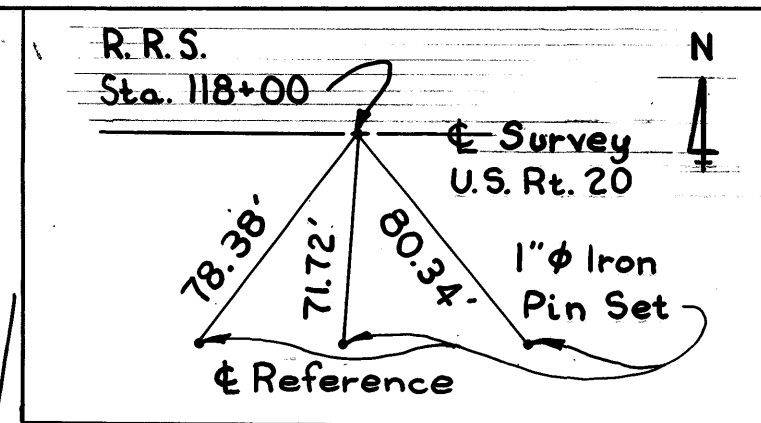 R.R.S.
Sta. 118+00
N
℄ Survey
U.S. Rt. 20
78.38'
71.72'
80.34'
1"ϕ Iron
Pin Set
℄ Reference